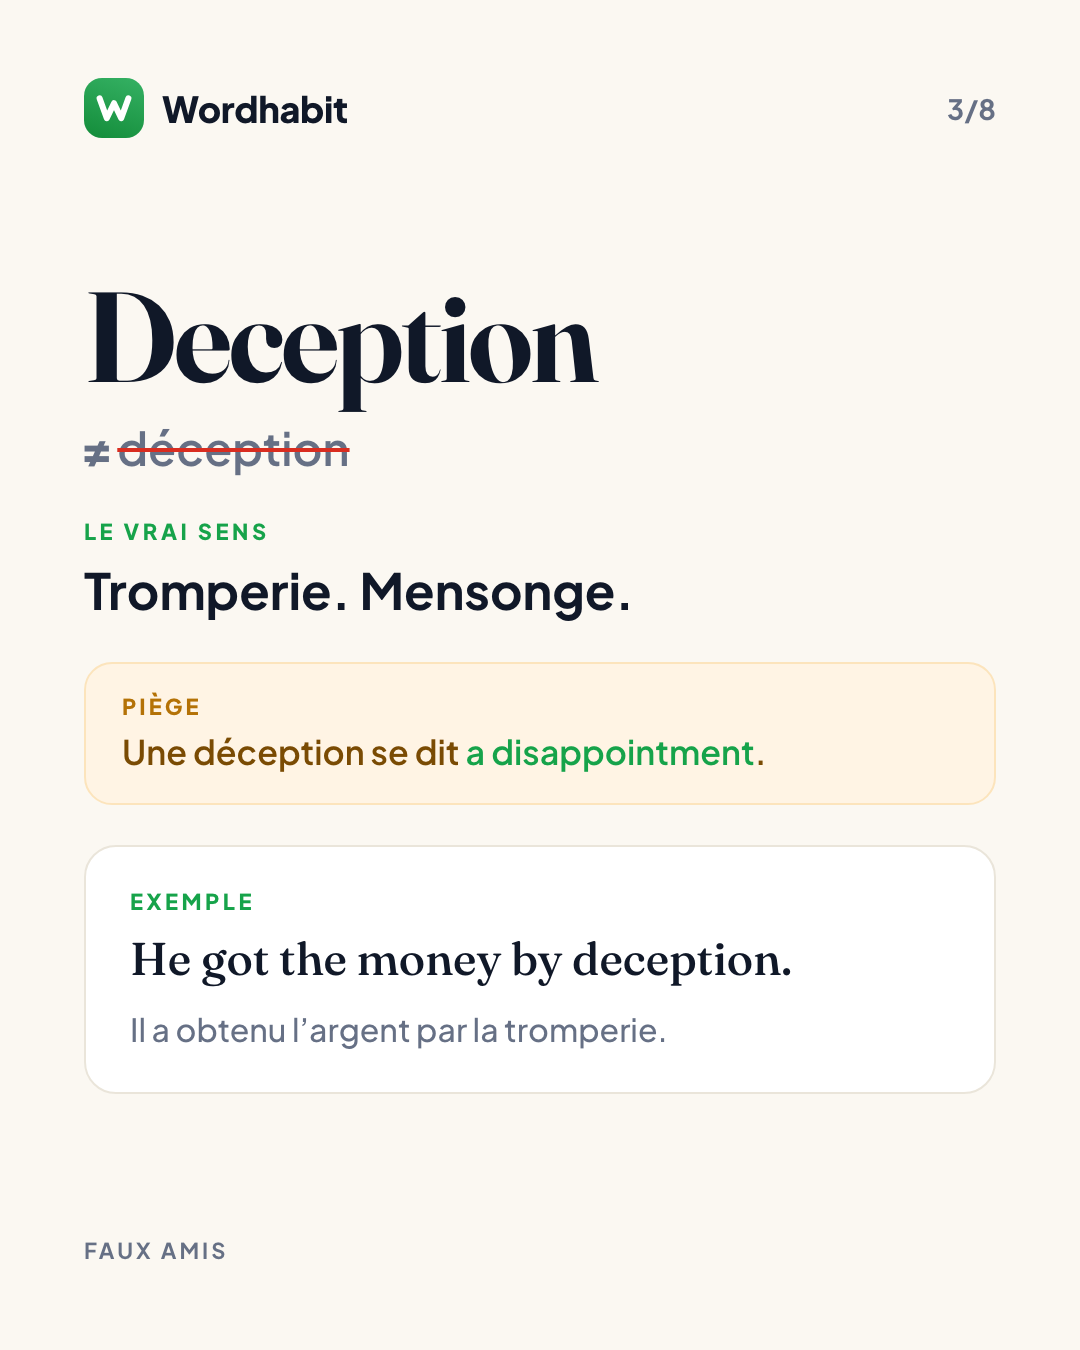 W Wordhabit
3/8
Deception
≠ déception
LE VRAI SENS
Tromperie. Mensonge.
PIÈGE
Une déception se dit a disappointment.
EXEMPLE
He got the money by deception.
Il a obtenu l’argent par la tromperie.
FAUX AMIS